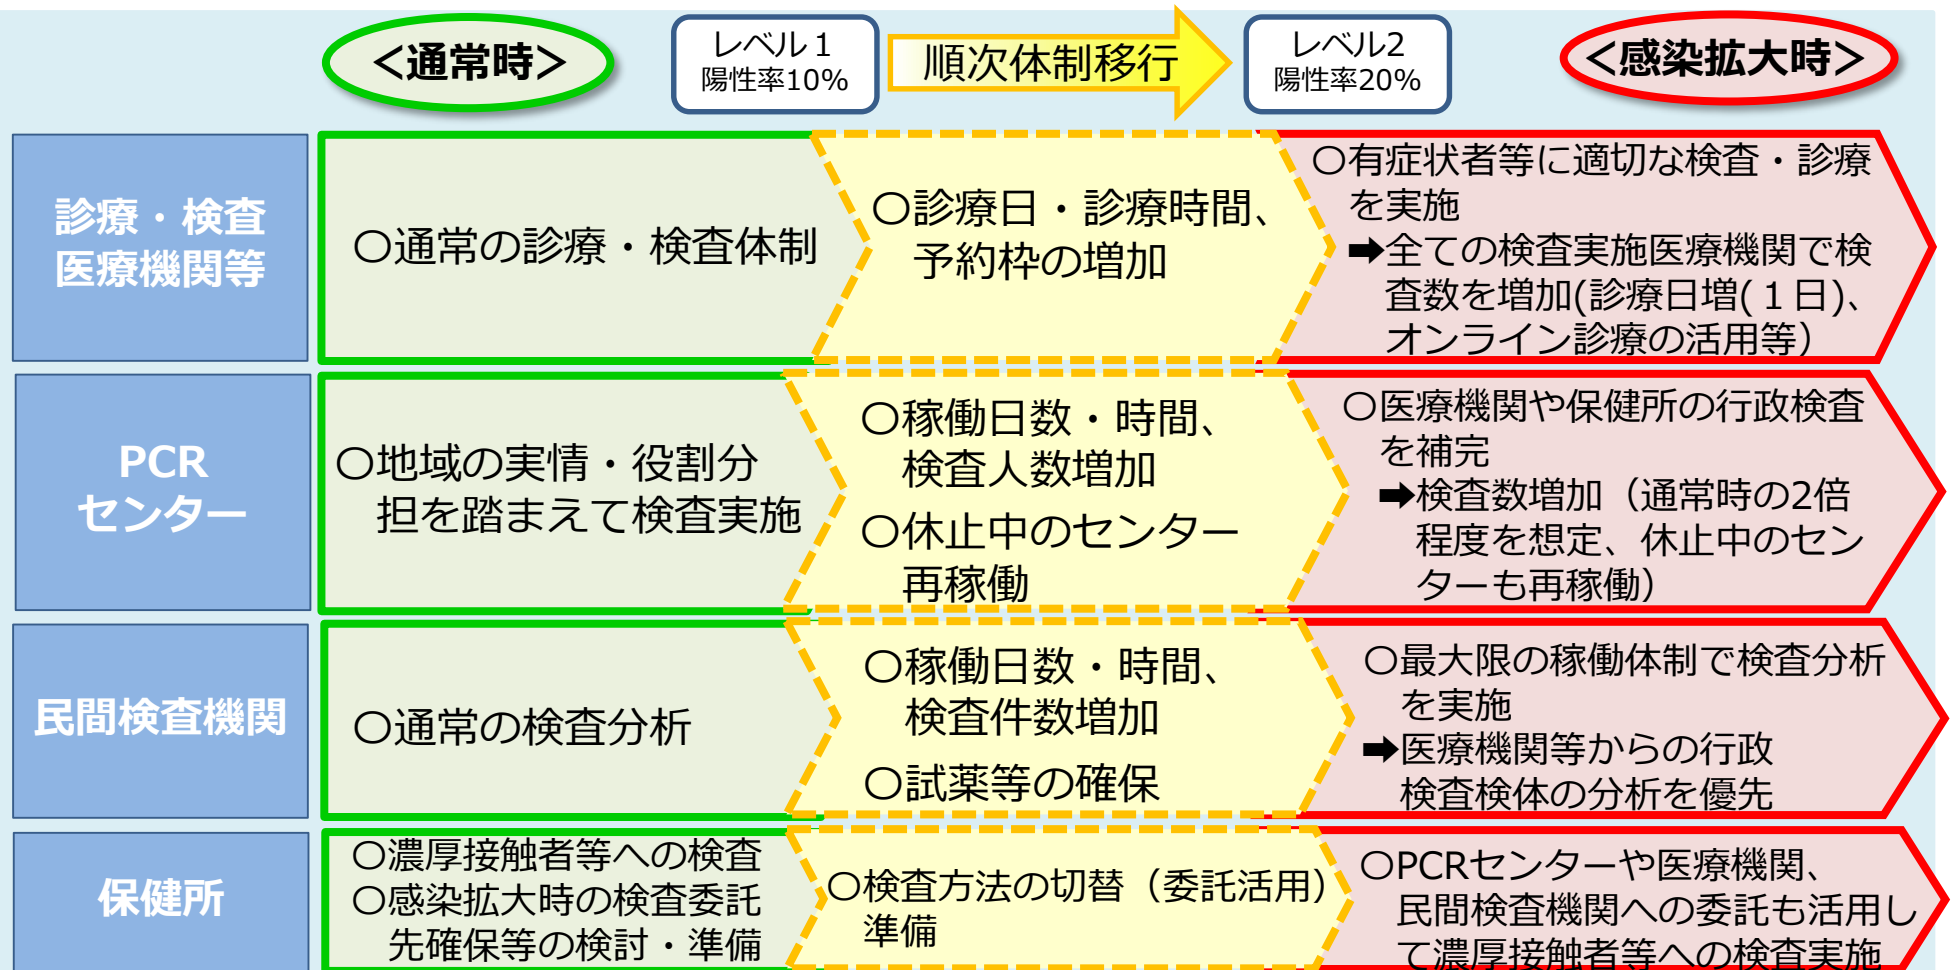 ＜通常時＞
レベル１
陽性率10%
順次体制移行
レベル2
陽性率20%
＜感染拡大時＞
診療・検査
医療機関等
〇通常の診療・検査体制
〇診療日・診療時間、
予約枠の増加
〇有症状者等に適切な検査・診療
を実施
➡全ての検査実施医療機関で検
査数を増加(診療日増(１日)、
オンライン診療の活用等）
PCR
センター
〇地域の実情・役割分
担を踏まえて検査実施
〇稼働日数・時間、
検査人数増加
〇休止中のセンター
再稼働
〇医療機関や保健所の行政検査
を補完
➡検査数増加（通常時の2倍
程度を想定、休止中のセン
ターも再稼働）
民間検査機関
〇通常の検査分析
〇稼働日数・時間、
検査件数増加
〇試薬等の確保
〇最大限の稼働体制で検査分析
を実施
➡医療機関等からの行政
検査検体の分析を優先
保健所
〇濃厚接触者等への検査
〇感染拡大時の検査委託
先確保等の検討・準備
〇検査方法の切替（委託活用）
準備
〇PCRセンターや医療機関、
民間検査機関への委託も活用し
て濃厚接触者等への検査実施